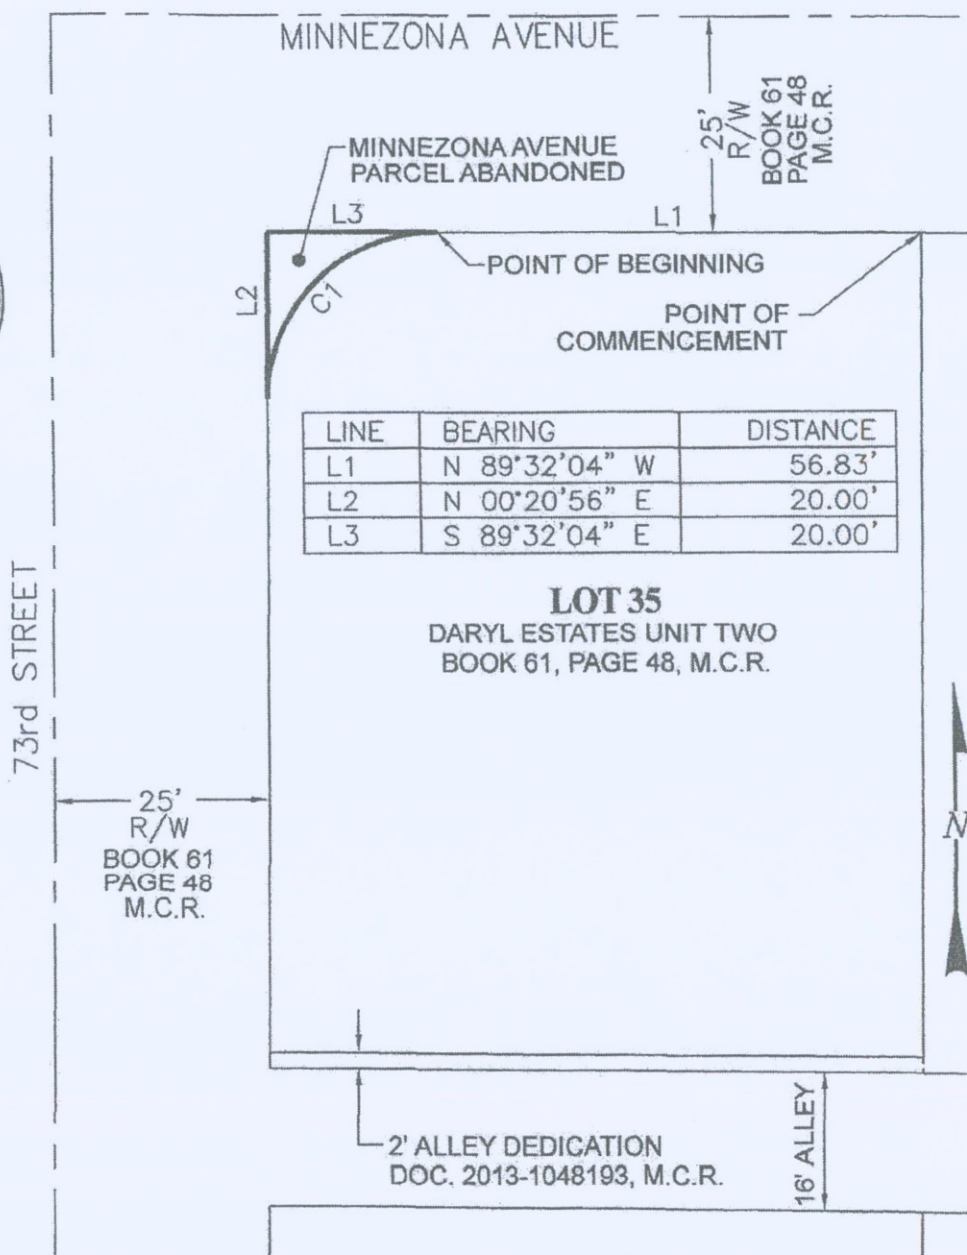 MINNEZONA AVENUE
25'
R/W
BOOK 61
PAGE 48
M.C.R.
MINNEZONA AVENUE
PARCEL ABANDONED
L3
L1
L2
C1
POINT OF BEGINNING
POINT OF
COMMENCEMENT
LINE BEARING DISTANCE
L1 N 89°32'04" W 56.83'
L2 N 00°20'56" E 20.00'
L3 S 89°32'04" E 20.00'
LOT 35
DARYL ESTATES UNIT TWO
BOOK 61, PAGE 48, M.C.R.
73rd STREET
25'
R/W
BOOK 61
PAGE 48
M.C.R.
N
2' ALLEY DEDICATION
DOC. 2013-1048193, M.C.R.
16' ALLEY